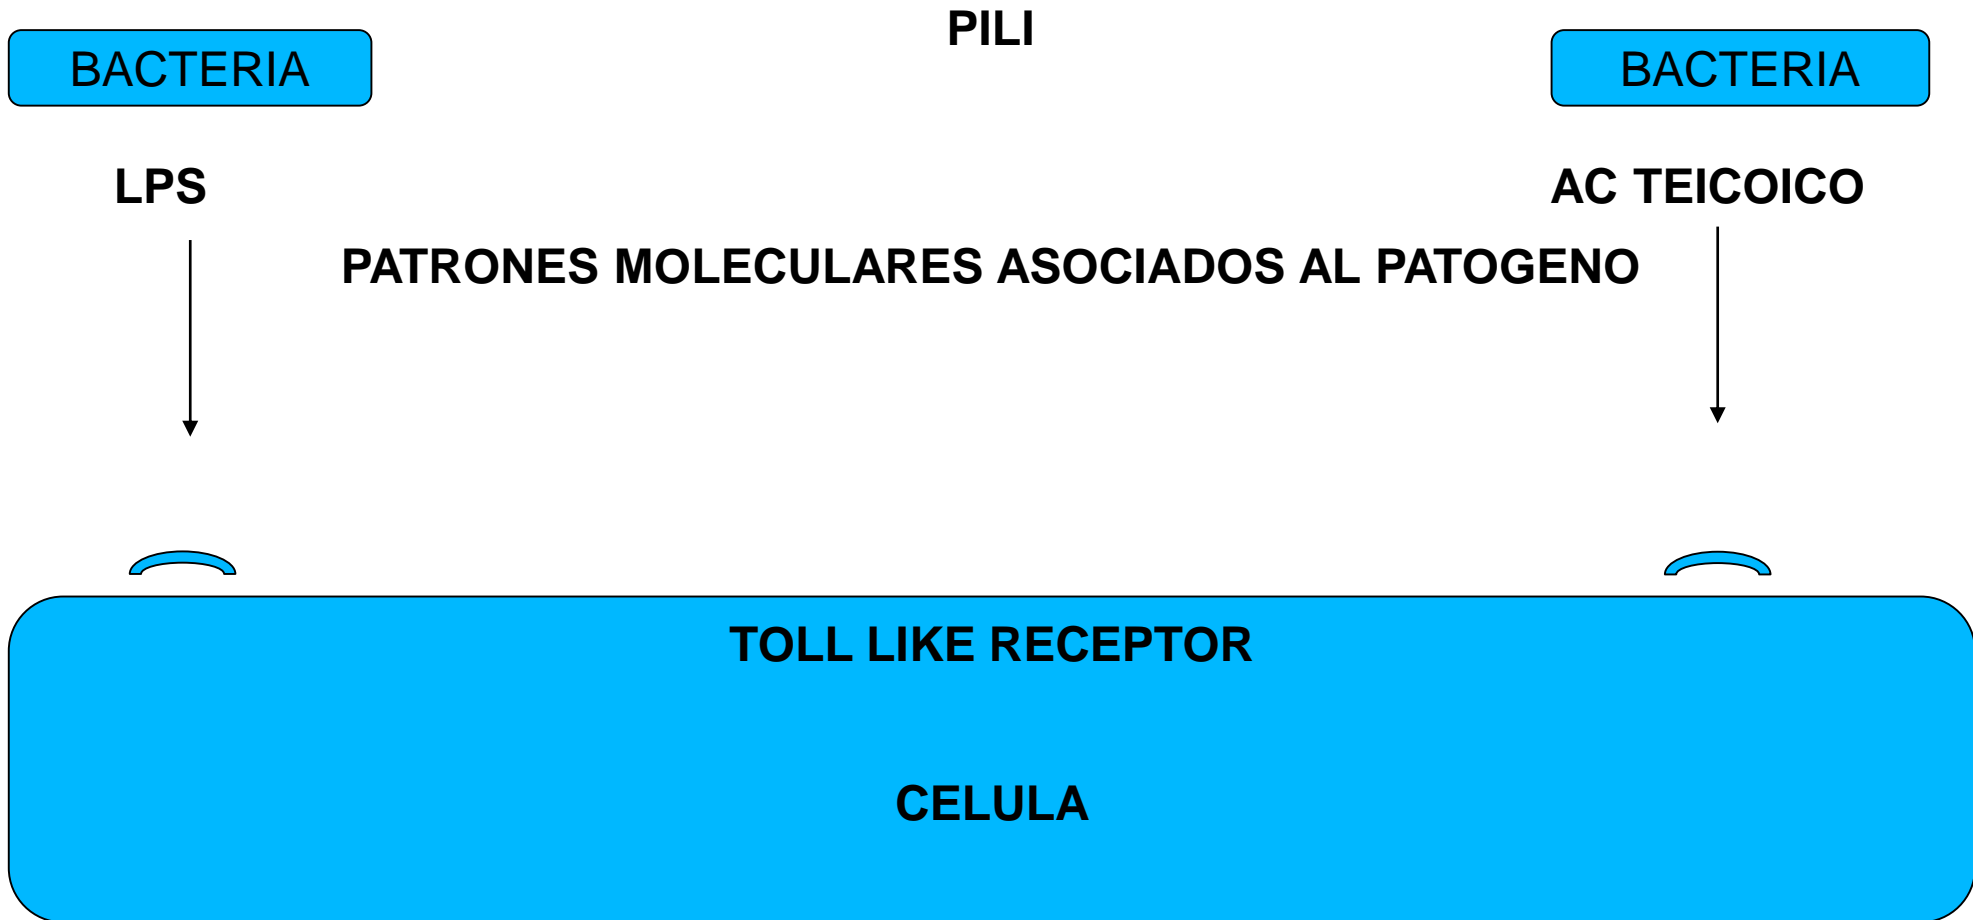 PILI
BACTERIA
BACTERIA
LPS
AC TEICOICO
PATRONES MOLECULARES ASOCIADOS AL PATOGENO
TOLL LIKE RECEPTOR
CELULA